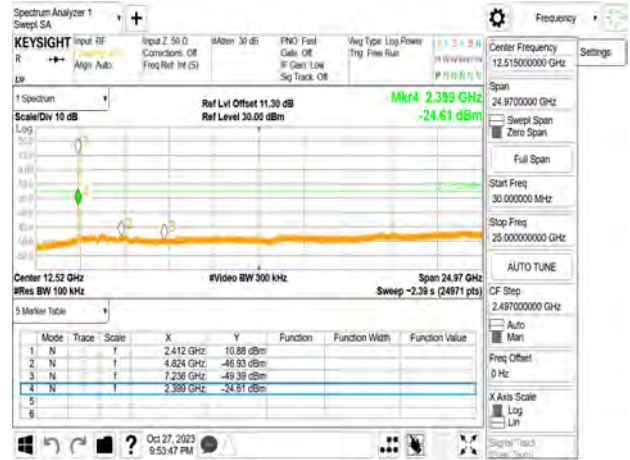 Spectrum Analyzer 1
Swept SA
+
Frequency
KEYSIGHT
Input: RF
Input Z: 50 Ω
#Atten: 30 dB
PNO: Fast
Avg Type: Log-Power
R
Align: Auto
Corrections: Off
Freq Ref: Int (S)
Gate: Off
IF Gain: Low
Sig Track: Off
Trig: Free Run
1 Spectrum
Scale/Div 10 dB
Ref Lvl Offset 11.30 dB
Ref Level 30.00 dBm
Mkr4 2.399 GHz
-24.61 dBm
Log
Center 12.52 GHz
#Res BW 100 kHz
#Video BW 300 kHz
Span 24.97 GHz
Sweep ~2.39 s (24971 pts)
5 Marker Table
Mode Trace Scale X Y Function Function Width Function Value
1 N f 2.412 GHz 10.88 dBm
2 N f 4.824 GHz -46.93 dBm
3 N f 7.236 GHz -49.39 dBm
4 N f 2.399 GHz -24.61 dBm
5
6
?
Oct 27, 2023
9:53:47 PM
Center Frequency
12.515000000 GHz
Settings
Span
24.9700000 GHz
Swept Span
Zero Span
Full Span
Start Freq
30.000000 MHz
Stop Freq
25.000000000 GHz
AUTO TUNE
CF Step
2.497000000 GHz
Auto
Man
Freq Offset
0 Hz
X Axis Scale
Log
Lin
Signal Track